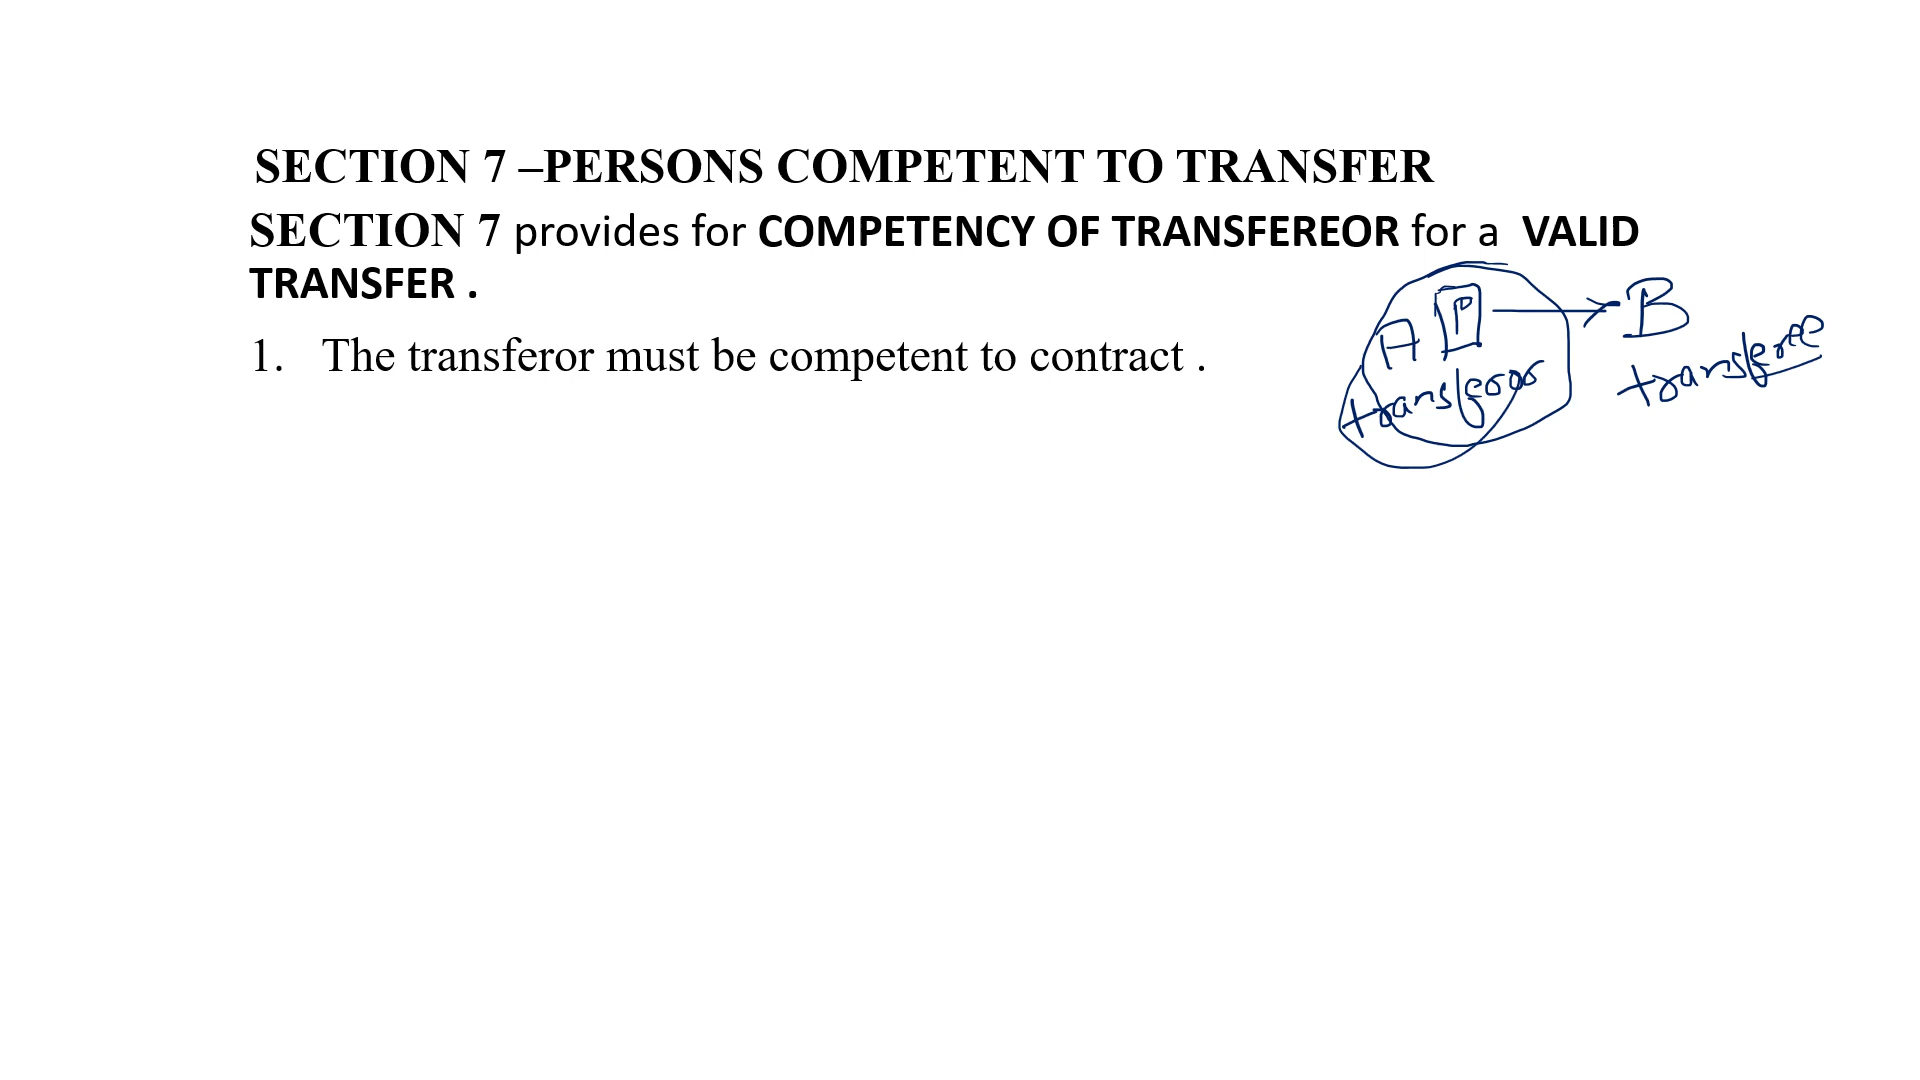 SECTION 7 –PERSONS COMPETENT TO TRANSFER
SECTION 7 provides for COMPETENCY OF TRANSFEREOR for a VALID
TRANSFER .
1. The transferor must be competent to contract .
A P B
transferor transferee